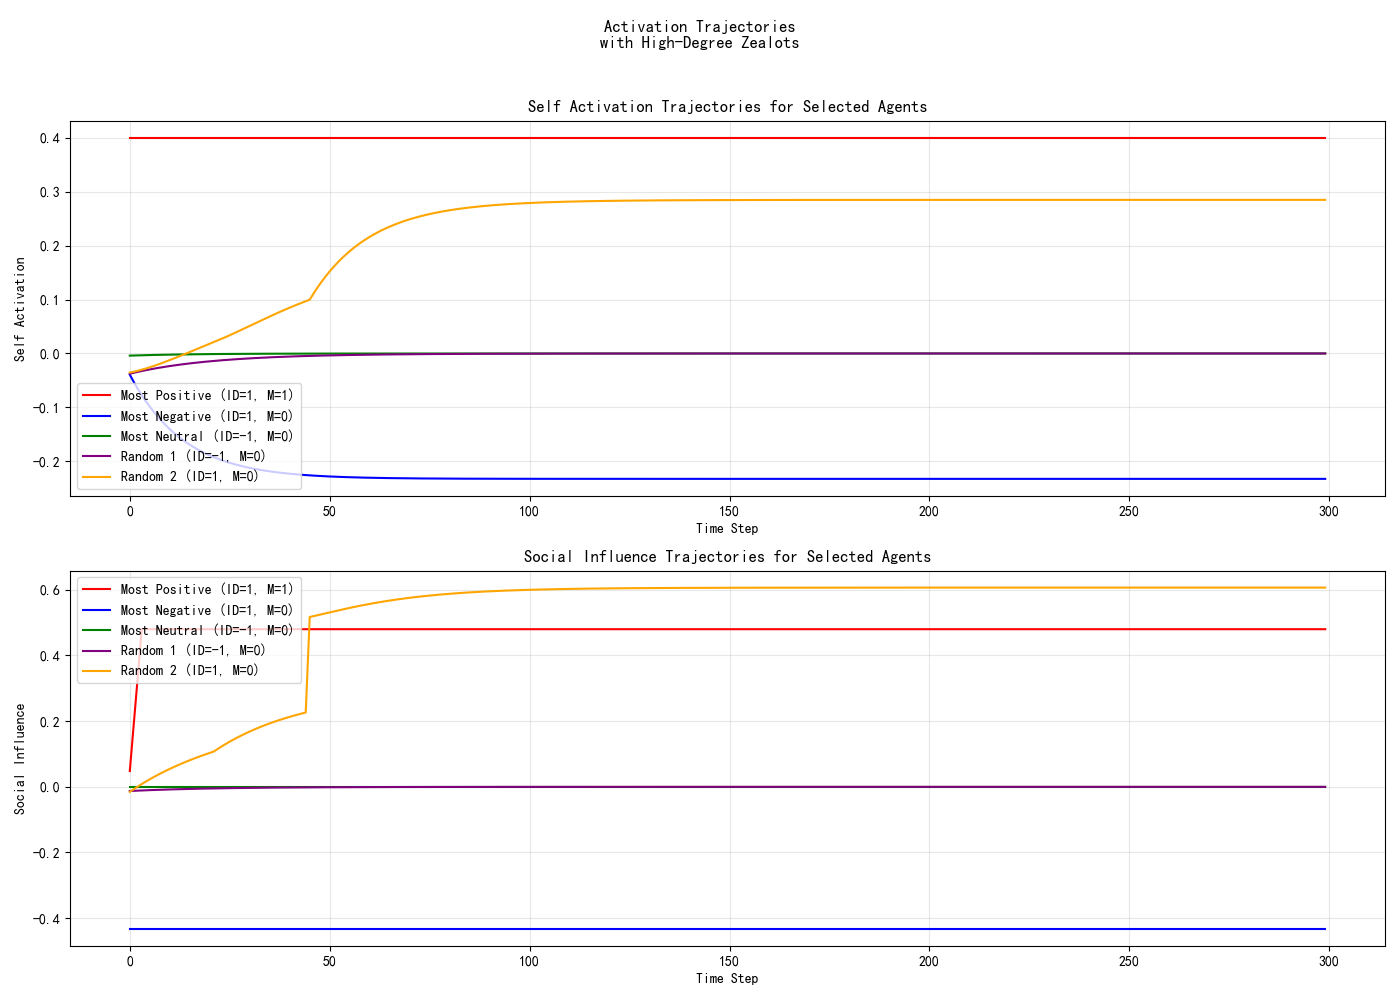 Activation Trajectories
with High-Degree Zealots
Self Activation Trajectories for Selected Agents
Self Activation
0.4
0.3
0.2
0.1
0.0
−0.1
−0.2
Most Positive (ID=1, M=1)
Most Negative (ID=1, M=0)
Most Neutral (ID=-1, M=0)
Random 1 (ID=-1, M=0)
Random 2 (ID=1, M=0)
0 50 100 150 200 250 300
Time Step
Social Influence Trajectories for Selected Agents
Social Influence
0.6
0.4
0.2
0.0
−0.2
−0.4
Most Positive (ID=1, M=1)
Most Negative (ID=1, M=0)
Most Neutral (ID=-1, M=0)
Random 1 (ID=-1, M=0)
Random 2 (ID=1, M=0)
0 50 100 150 200 250 300
Time Step